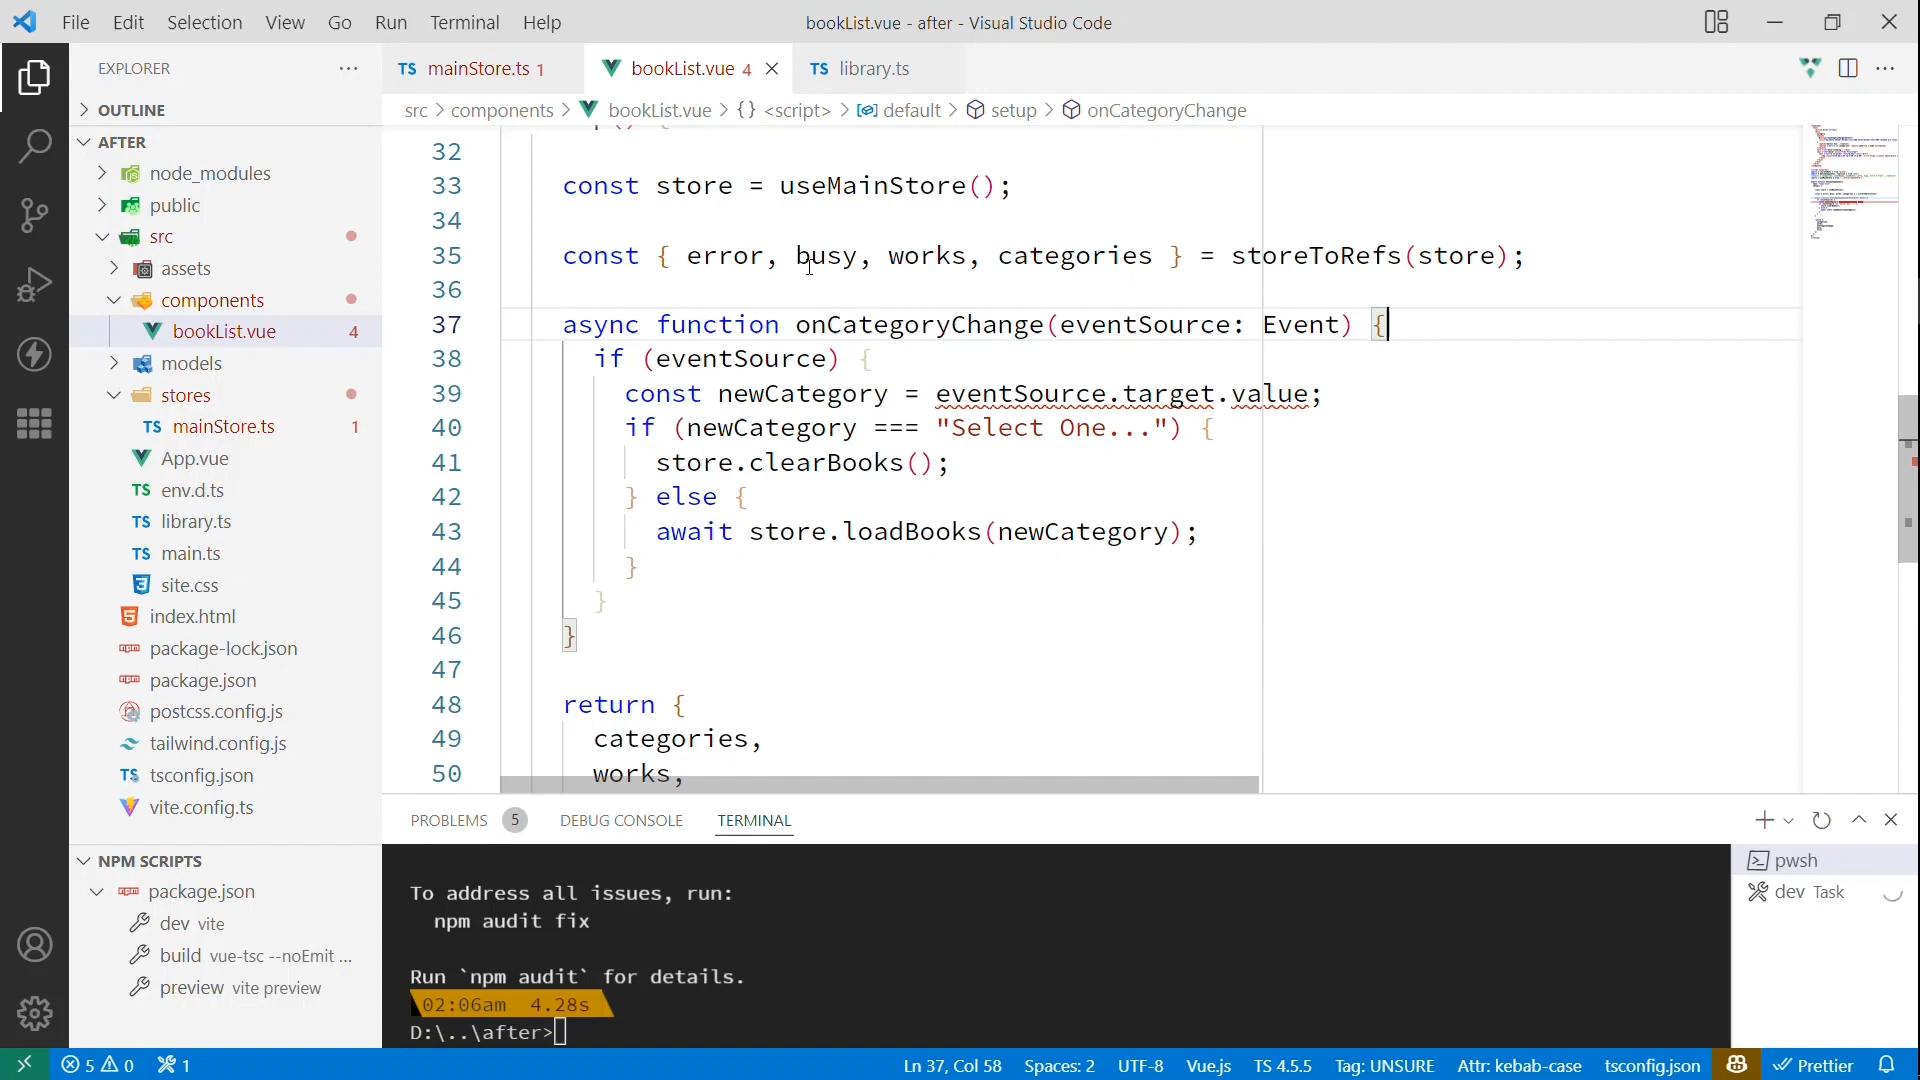 File Edit Selection View Go Run Terminal Help
bookList.vue - after - Visual Studio Code
EXPLORER
OUTLINE
AFTER
node_modules
public
src
assets
components
bookList.vue 4
models
stores
TS mainStore.ts 1
App.vue
TS env.d.ts
TS library.ts
TS main.ts
site.css
index.html
package-lock.json
package.json
postcss.config.js
tailwind.config.js
TS tsconfig.json
vite.config.ts
NPM SCRIPTS
package.json
dev vite
build vue-tsc --noEmit ...
preview vite preview
TS mainStore.ts 1
bookList.vue 4
TS library.ts
src > components > bookList.vue > {} <script> > default > setup > onCategoryChange
32
33 const store = useMainStore();
34
35 const { error, busy, works, categories } = storeToRefs(store);
36
37 async function onCategoryChange(eventSource: Event) {
38 if (eventSource) {
39 const newCategory = eventSource.target.value;
40 if (newCategory === "Select One...") {
41 store.clearBooks();
42 } else {
43 await store.loadBooks(newCategory);
44 }
45 }
46 }
47
48 return {
49 categories,
50 works,
PROBLEMS 5 DEBUG CONSOLE TERMINAL
To address all issues, run:
npm audit fix
Run `npm audit` for details.
02:06am 4.28s
D:\..\after>
pwsh
dev Task
5 0 1
Ln 37, Col 58 Spaces: 2 UTF-8 Vue.js TS 4.5.5 Tag: UNSURE Attr: kebab-case tsconfig.json Prettier